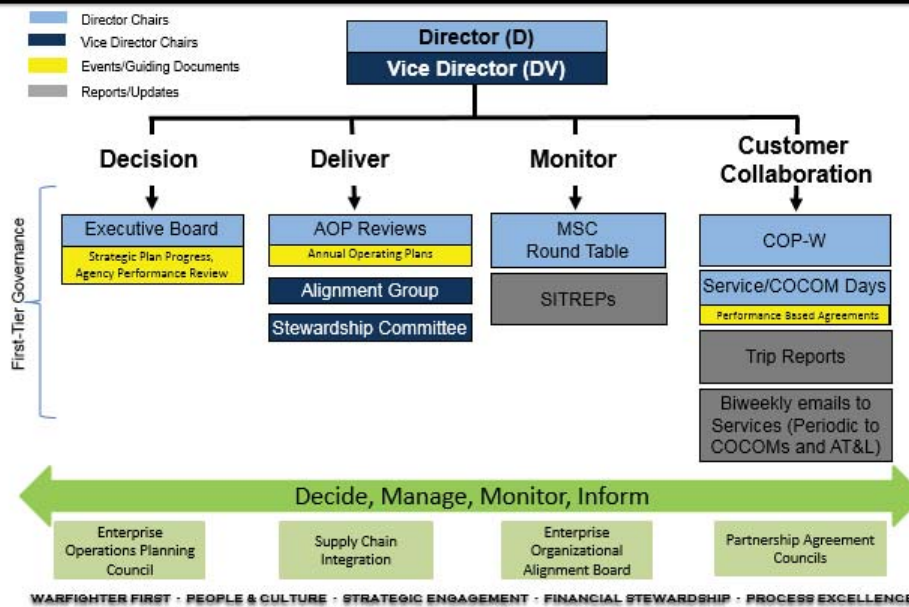 Director Chairs
Vice Director Chairs
Events/Guiding Documents
Reports/Updates
Director (D)
Vice Director (DV)
Decision
Deliver
Monitor
Customer
Collaboration
First-Tier Governance
Executive Board
Strategic Plan Progress,
Agency Performance Review
AOP Reviews
Annual Operating Plans
Alignment Group
Stewardship Committee
MSC
Round Table
SITREPs
COP-W
Service/COCOM Days
Performance Based Agreements
Trip Reports
Biweekly emails to
Services (Periodic to
COCOMs and AT&L)
Decide, Manage, Monitor, Inform
Enterprise
Operations Planning
Council
Supply Chain
Integration
Enterprise
Organizational
Alignment Board
Partnership Agreement
Councils
WARFIGHTER FIRST - PEOPLE & CULTURE - STRATEGIC ENGAGEMENT - FINANCIAL STEWARDSHIP - PROCESS EXCELLENCE